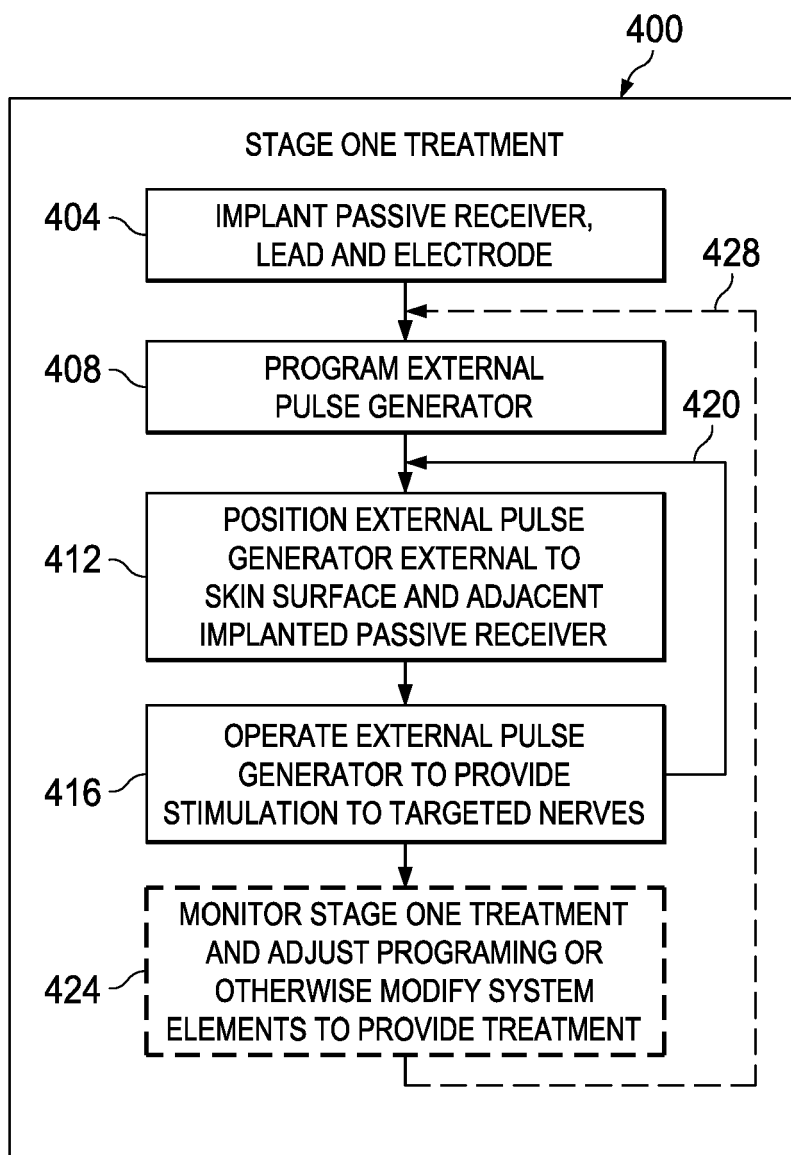 400
STAGE ONE TREATMENT
404
IMPLANT PASSIVE RECEIVER,
LEAD AND ELECTRODE
428
408
PROGRAM EXTERNAL
PULSE GENERATOR
420
412
POSITION EXTERNAL PULSE
GENERATOR EXTERNAL TO
SKIN SURFACE AND ADJACENT
IMPLANTED PASSIVE RECEIVER
416
OPERATE EXTERNAL PULSE
GENERATOR TO PROVIDE
STIMULATION TO TARGETED NERVES
424
MONITOR STAGE ONE TREATMENT
AND ADJUST PROGRAMING OR
OTHERWISE MODIFY SYSTEM
ELEMENTS TO PROVIDE TREATMENT